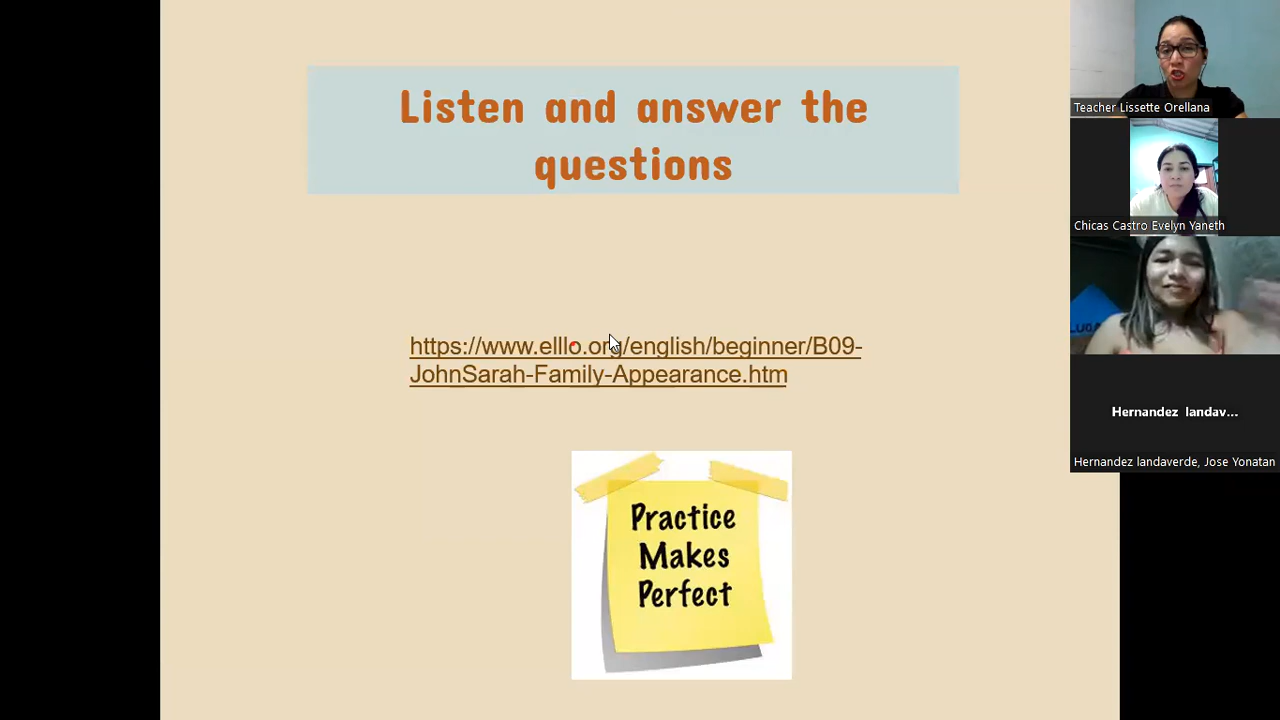 Listen and answer the
questions
https://www.elllo.org/english/beginner/B09-
JohnSarah-Family-Appearance.htm
Practice
Makes
Perfect
Teacher Lissette Orellana
Chicas Castro Evelyn Yaneth
Hernandez landav...
Hernandez landaverde, Jose Yonatan